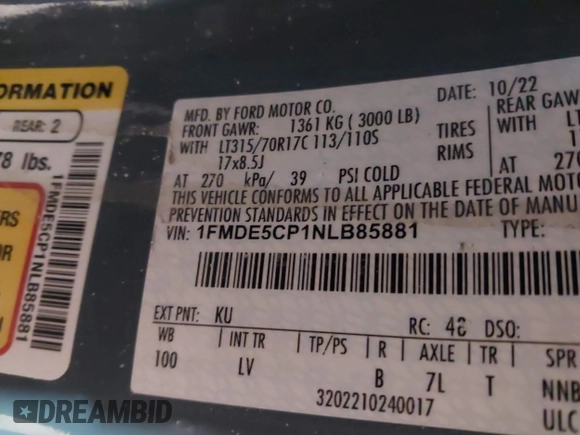 ORMATION
REAR: 2
78 lbs.
1FMDE5CP1NLB85881
MFD. BY FORD MOTOR CO.
DATE: 10/22
FRONT GAWR: 1361 KG ( 3000 LB)
REAR GAW
WITH LT315/70R17C 113/110S
TIRES
LT
17x8.5J
RIMS
AT 270 kPa/ 39 PSI COLD
270
THIS VEHICLE CONFORMS TO ALL APPLICABLE FEDERAL MOTO
PREVENTION STANDARDS IN EFFECT ON THE DATE OF MANU
VIN: 1FMDE5CP1NLB85881
TYPE:
EXT PNT: KU
RC: 48 DSO:
WB INT TR TP/PS R AXLE TR SPR
100 LV B 7L T NNB
3202210240017
ULC
DREAMBID